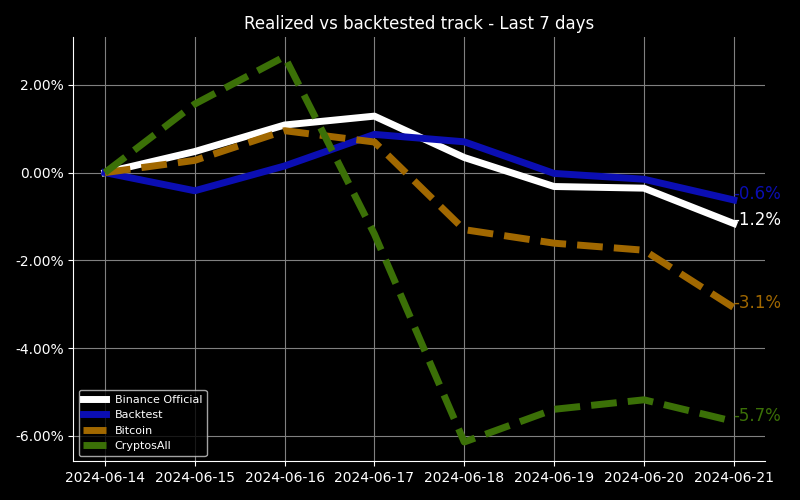 Realized vs backtested track - Last 7 days
2.00%
0.00%
-2.00%
-4.00%
-6.00%
-0.6%
-1.2%
-3.1%
-5.7%
Binance Official
Backtest
Bitcoin
CryptosAll
2024-06-14 2024-06-15 2024-06-16 2024-06-17 2024-06-18 2024-06-19 2024-06-20 2024-06-21